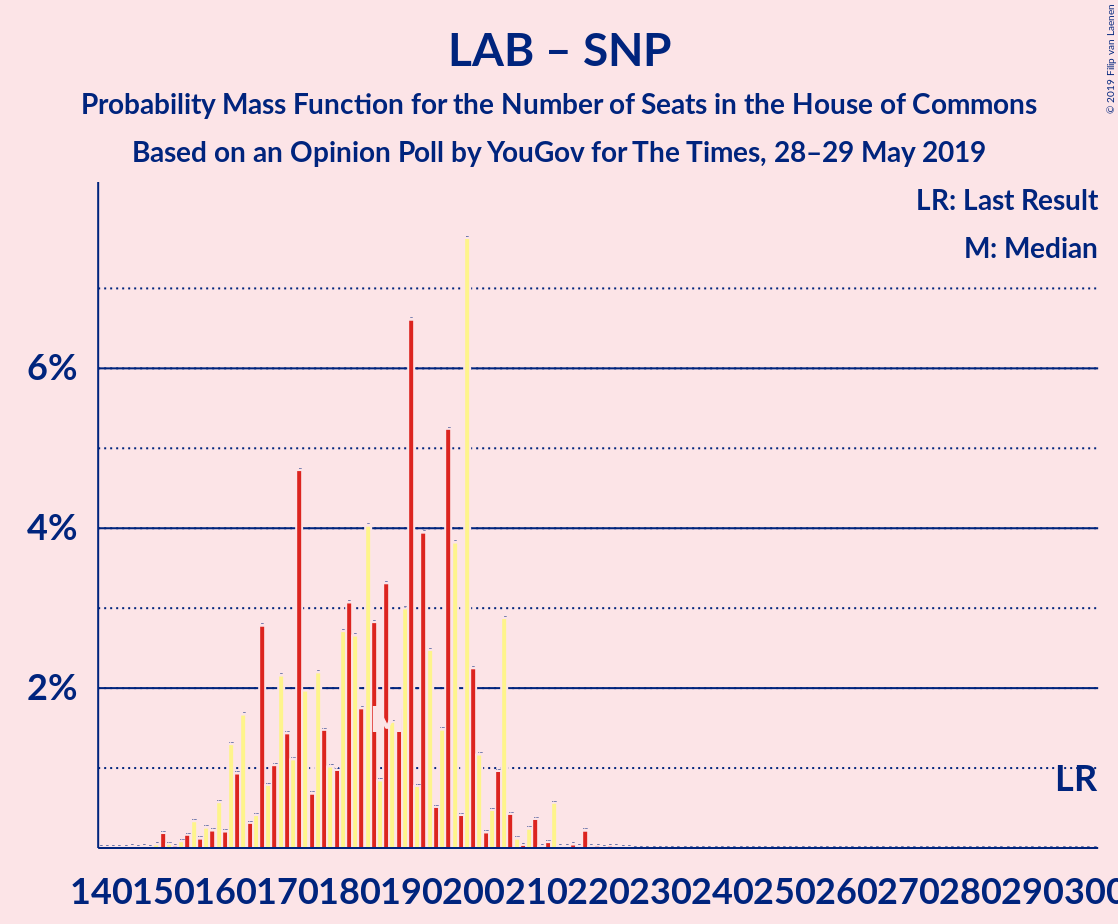 LAB – SNP
Probability Mass Function for the Number of Seats in the House of Commons
Based on an Opinion Poll by YouGov for The Times, 28–29 May 2019
© 2019 Filip van Laenen
LR: Last Result
M: Median
6%
4%
2%
M
LR
140 150 160 170 180 190 200 210 220 230 240 250 260 270 280 290 300